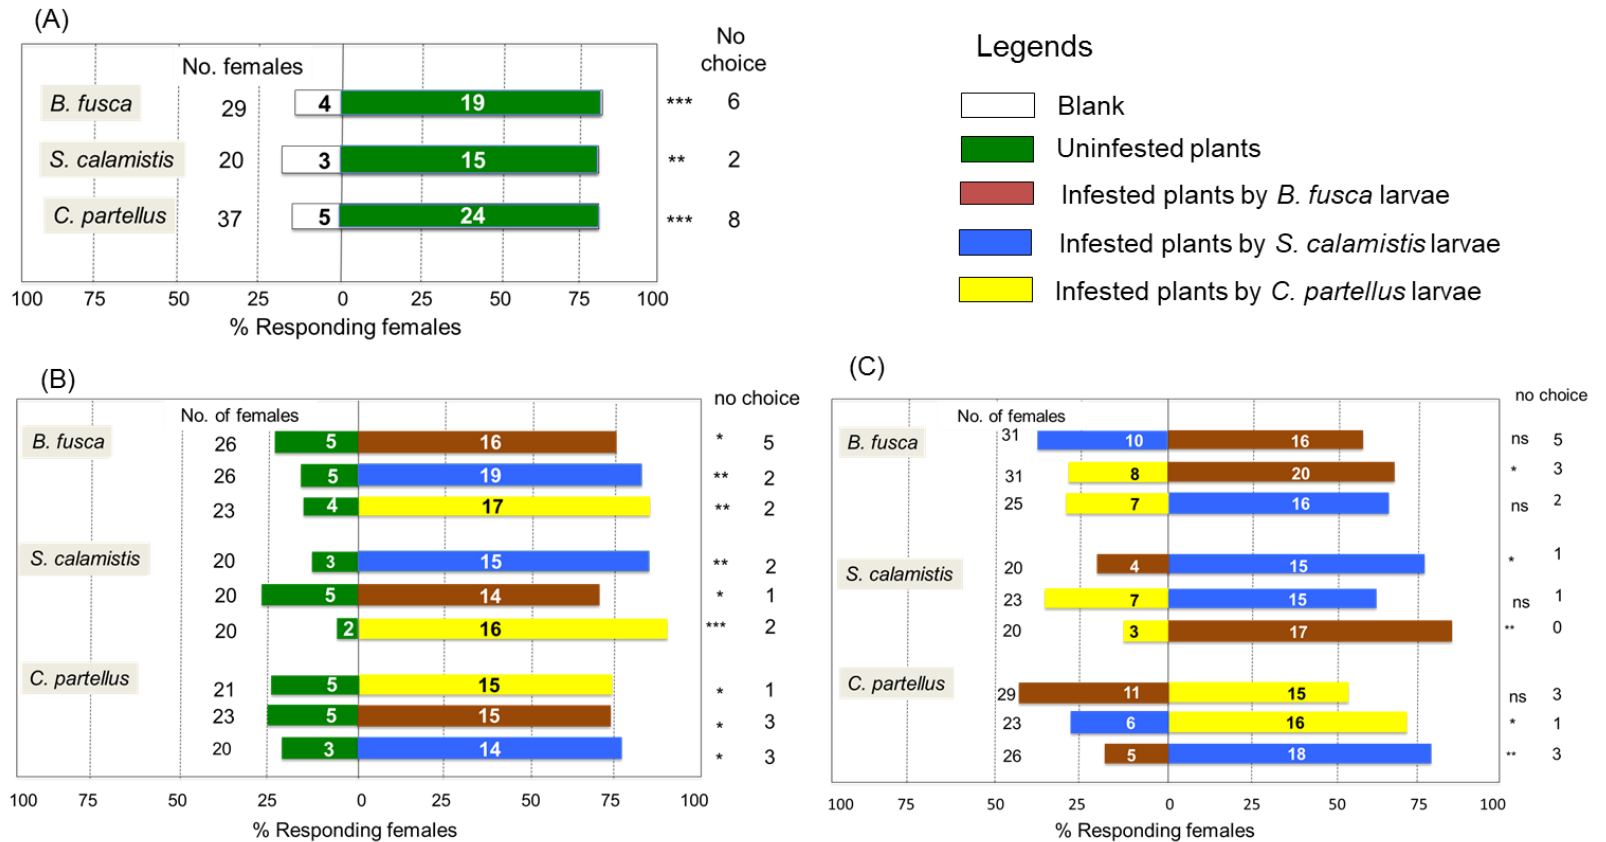 (A)
No choice
No. females
B. fusca 29 4 19 *** 6
S. calamistis 20 3 15 ** 2
C. partellus 37 5 24 *** 8
100 75 50 25 0 25 50 75 100
% Responding females
Legends
Blank
Uninfested plants
Infested plants by B. fusca larvae
Infested plants by S. calamistis larvae
Infested plants by C. partellus larvae
(B)
no choice
No. of females
B. fusca 26 5 16 * 5
26 5 19 ** 2
23 4 17 ** 2
S. calamistis 20 3 15 ** 2
20 5 14 * 1
20 2 16 *** 2
C. partellus 21 5 15 * 1
23 5 15 * 3
20 3 14 * 3
100 75 50 25 0 25 50 75 100
% Responding females
(C)
no choice
No. of females
B. fusca 31 10 16 ns 5
31 8 20 * 3
25 7 16 ns 2
S. calamistis 20 4 15 * 1
23 7 15 ns 1
20 3 17 ** 0
C. partellus 29 11 15 ns 3
23 6 16 * 1
26 5 18 ** 3
100 75 50 25 0 25 50 75 100
% Responding females